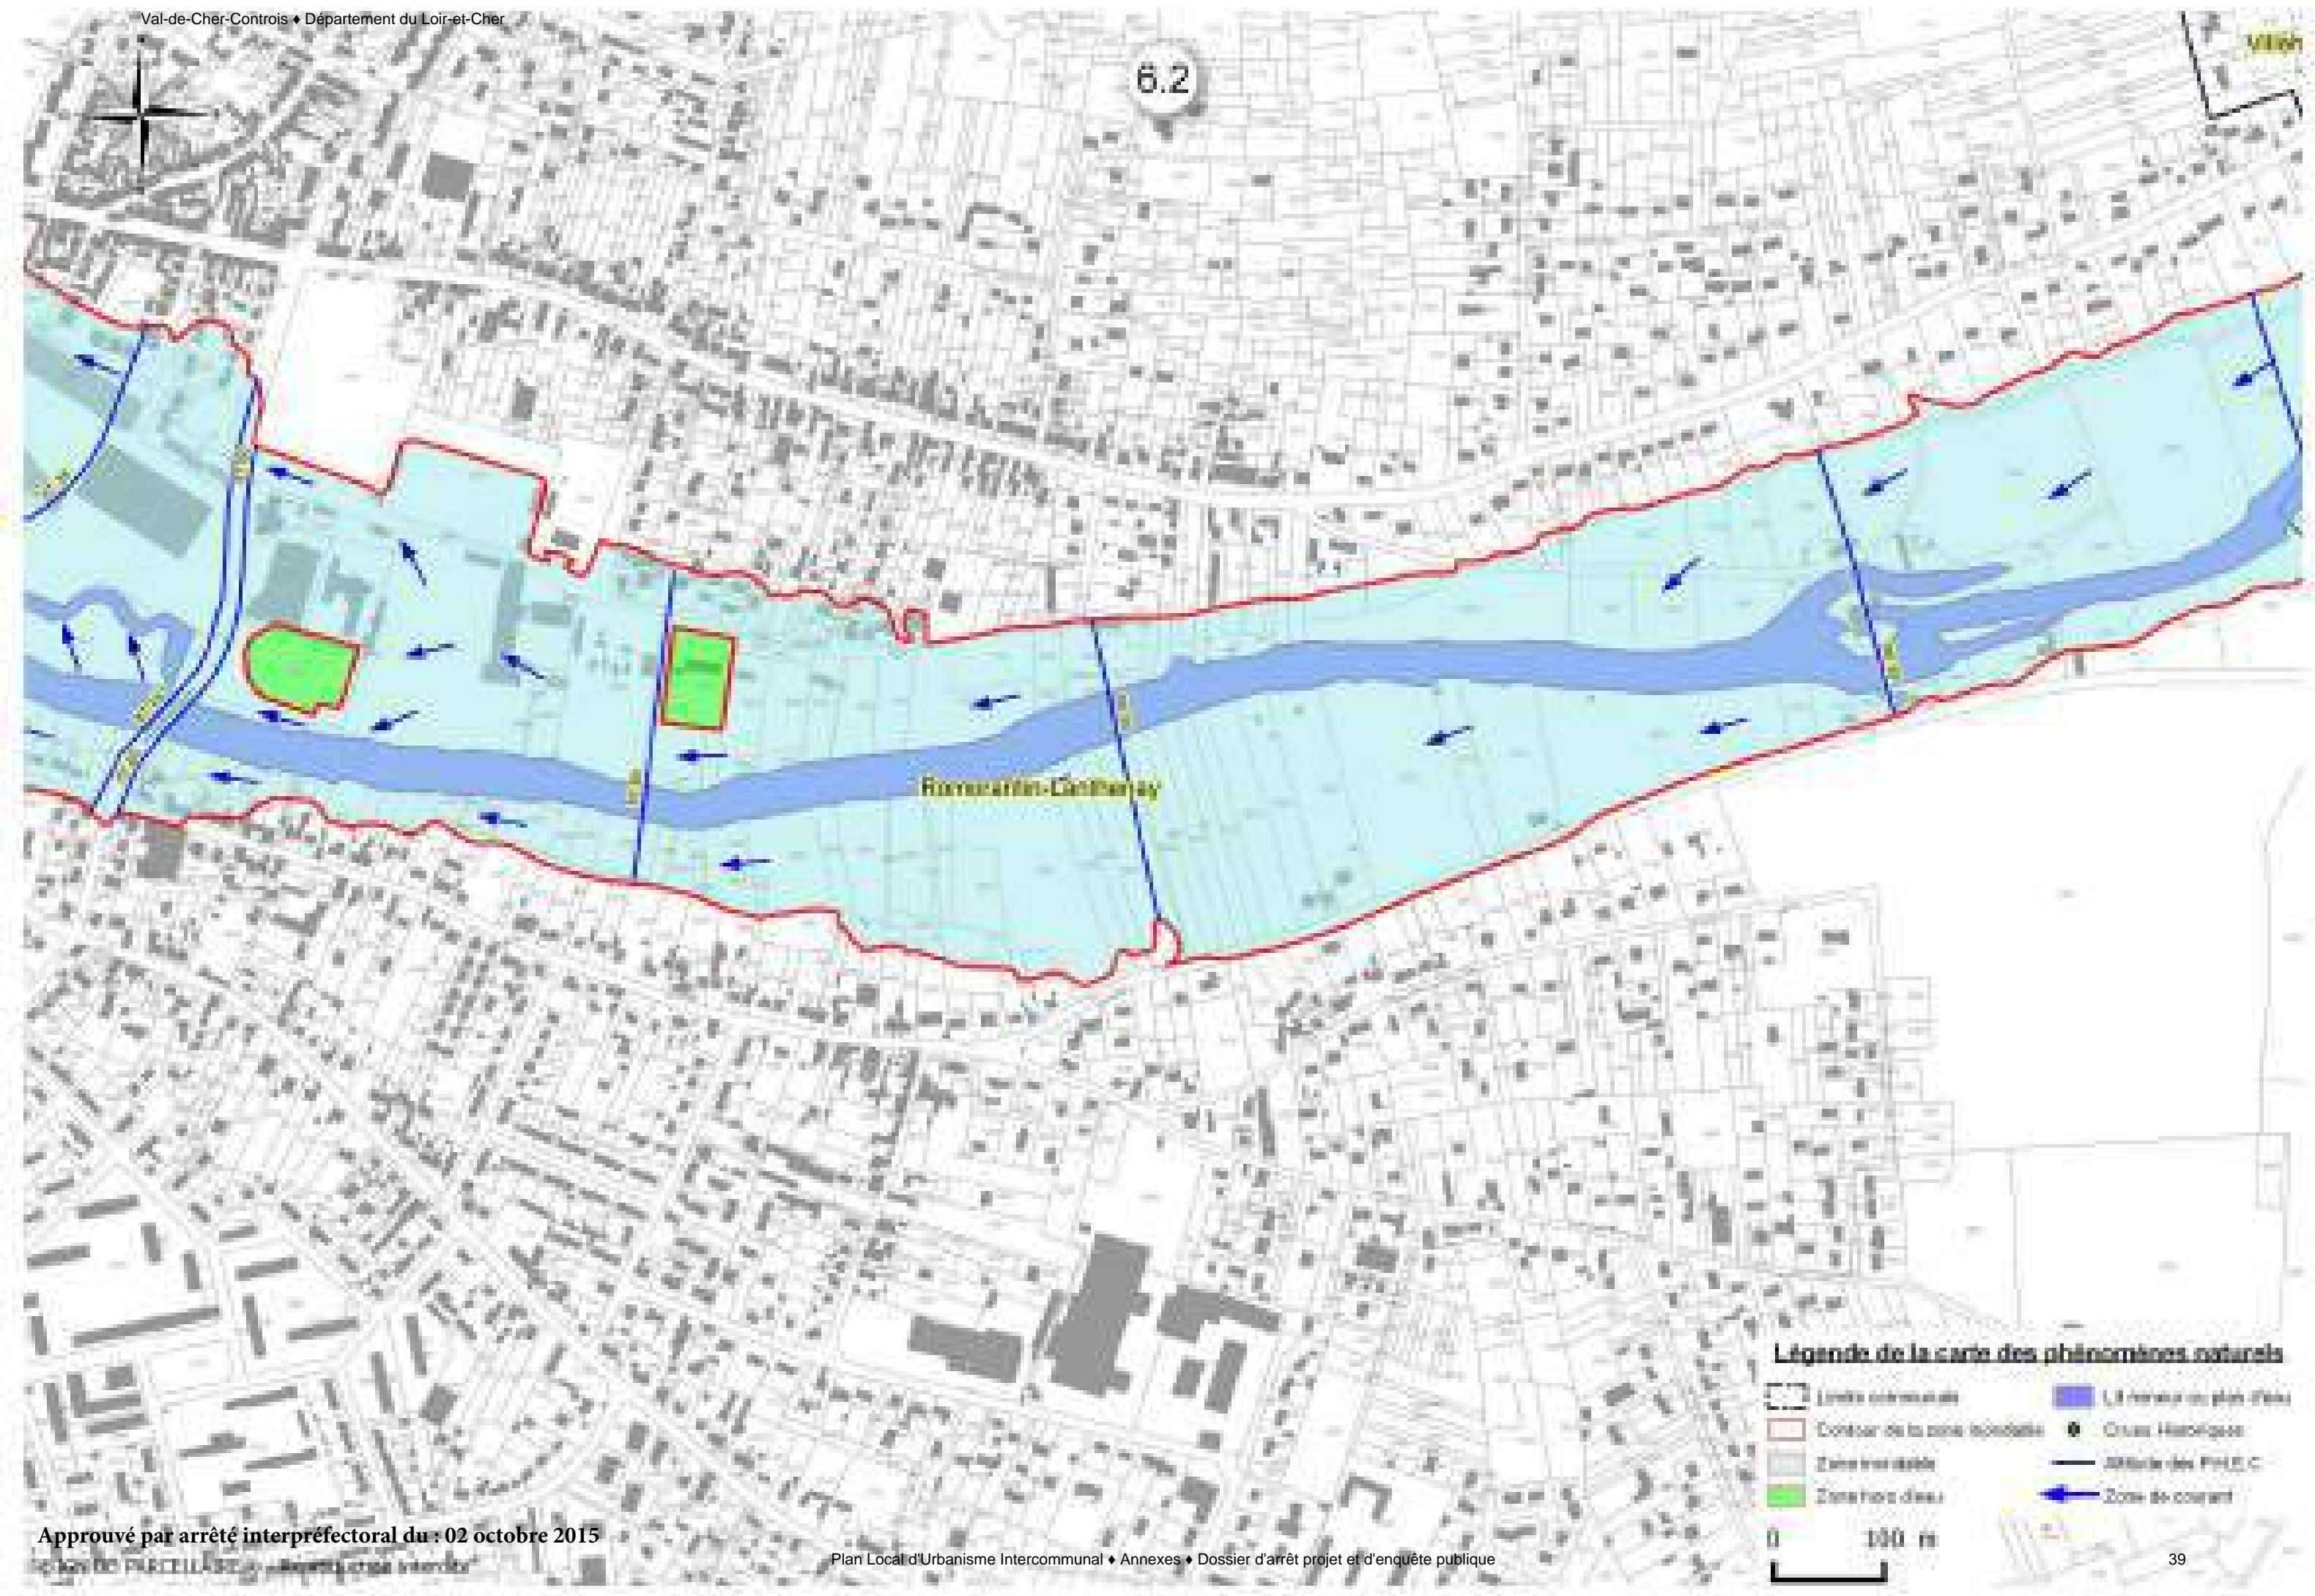 Val-de-Cher-Controis ♦ Département du Loir-et-Cher
6.2
Romorantin-Lanthenay
Légende de la carte des phénomènes naturels
Limite communale
Lit mineur ou plan d'eau
Contour de la zone inondable
Crues Historiques
Zone inondable
Altitude des P.H.E.C
Zone hors d'eau
Zone de courant
0 100 m
Approuvé par arrêté interpréfectoral du : 02 octobre 2015
Plan Local d'Urbanisme Intercommunal ♦ Annexes ♦ Dossier d'arrêt projet et d'enquête publique
39